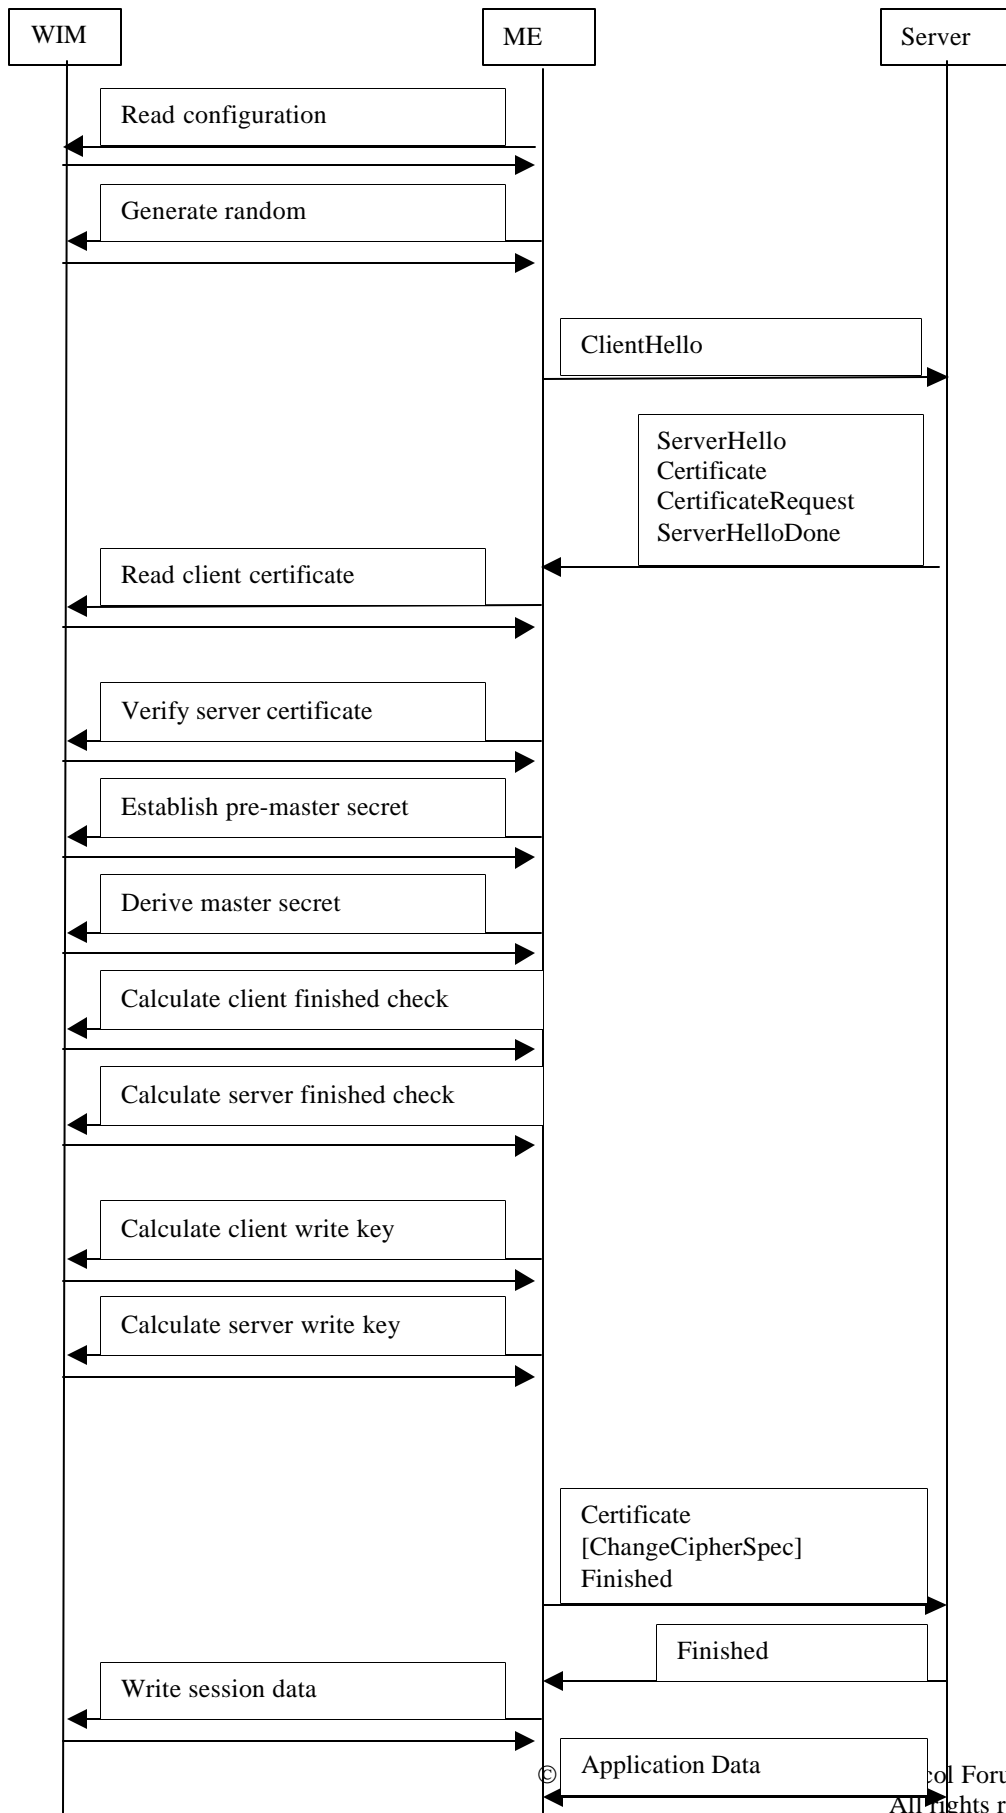 WIM
ME
Server
Read configuration
Generate random
ClientHello
ServerHello
Certificate
CertificateRequest
ServerHelloDone
Read client certificate
Verify server certificate
Establish pre-master secret
Derive master secret
Calculate client finished check
Calculate server finished check
Calculate client write key
Calculate server write key
Certificate
[ChangeCipherSpec]
Finished
Finished
Write session data
Application Data
©
All rights